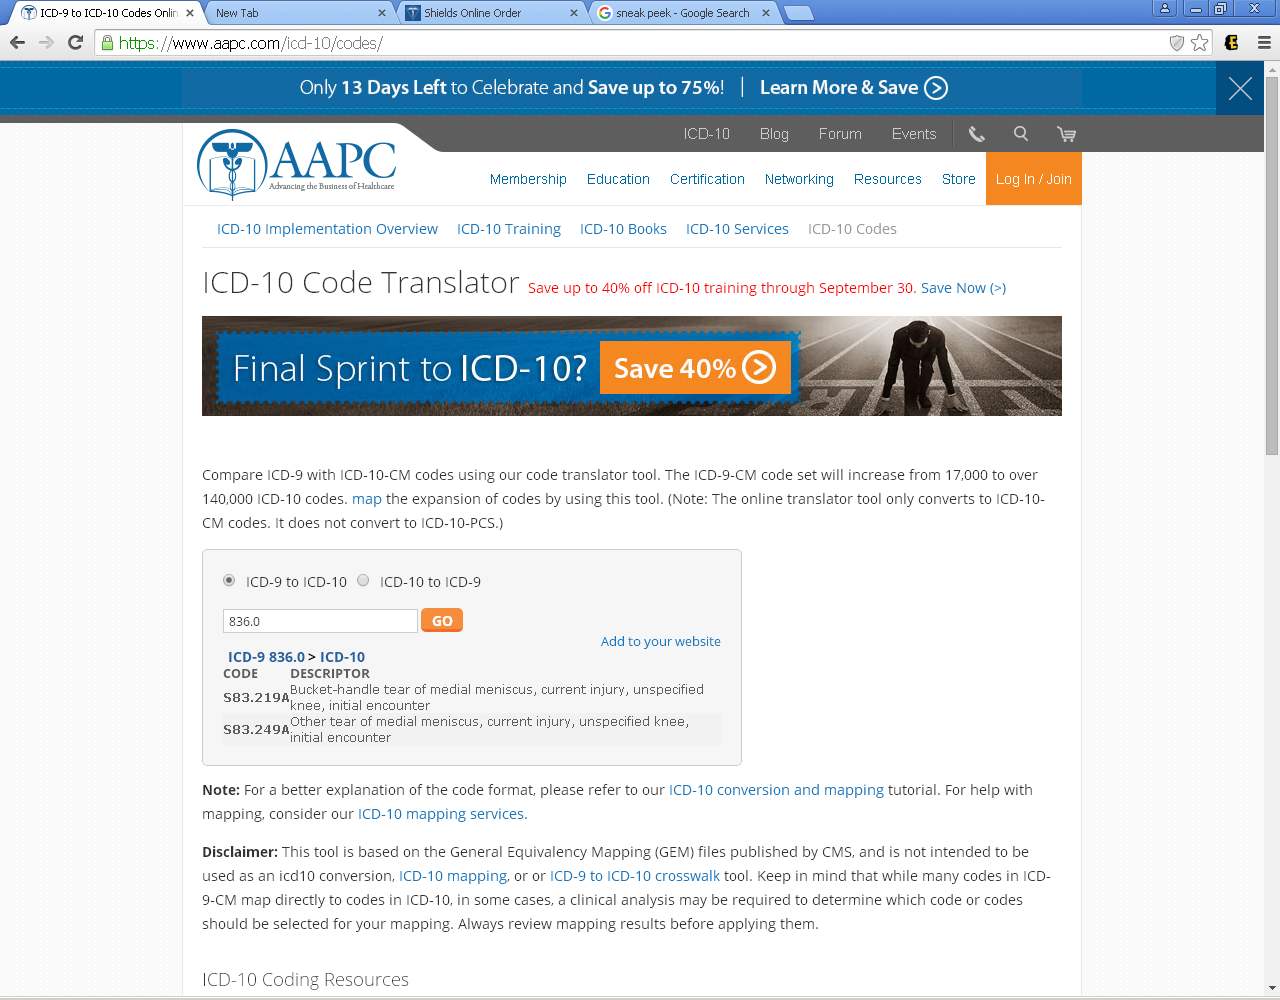 ICD-9 to ICD-10 Codes Onlin
New Tab
Shields Online Order
sneak peek - Google Search
https://www.aapc.com/icd-10/codes/
Only 13 Days Left to Celebrate and Save up to 75%! | Learn More & Save
ICD-10 Blog Forum Events
AAPC
Advancing the Business of Healthcare
Membership Education Certification Networking Resources Store Log In / Join
ICD-10 Implementation Overview ICD-10 Training ICD-10 Books ICD-10 Services ICD-10 Codes
ICD-10 Code Translator Save up to 40% off ICD-10 training through September 30. Save Now (>)
Final Sprint to ICD-10? Save 40%
Compare ICD-9 with ICD-10-CM codes using our code translator tool. The ICD-9-CM code set will increase from 17,000 to over
140,000 ICD-10 codes. map the expansion of codes by using this tool. (Note: The online translator tool only converts to ICD-10-
CM codes. It does not convert to ICD-10-PCS.)
ICD-9 to ICD-10 ICD-10 to ICD-9
836.0 GO
Add to your website
ICD-9 836.0 > ICD-10
CODE DESCRIPTOR
S83.219A Bucket-handle tear of medial meniscus, current injury, unspecified
knee, initial encounter
S83.249A Other tear of medial meniscus, current injury, unspecified knee,
initial encounter
Note: For a better explanation of the code format, please refer to our ICD-10 conversion and mapping tutorial. For help with
mapping, consider our ICD-10 mapping services.
Disclaimer: This tool is based on the General Equivalency Mapping (GEM) files published by CMS, and is not intended to be
used as an icd10 conversion, ICD-10 mapping, or or ICD-9 to ICD-10 crosswalk tool. Keep in mind that while many codes in ICD-
9-CM map directly to codes in ICD-10, in some cases, a clinical analysis may be required to determine which code or codes
should be selected for your mapping. Always review mapping results before applying them.
ICD-10 Coding Resources